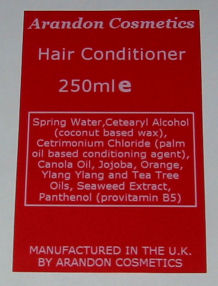 Arandon Cosmetics
Hair Conditioner
250ml e
Spring Water,Cetearyl Alcohol
(coconut based wax),
Cetrimonium Chloride (palm
oil based conditioning agent),
Canola Oil, Jojoba, Orange,
Ylang Ylang and Tea Tree
Oils, Seaweed Extract,
Panthenol (provitamin B5)
MANUFACTURED IN THE U.K.
BY ARANDON COSMETICS